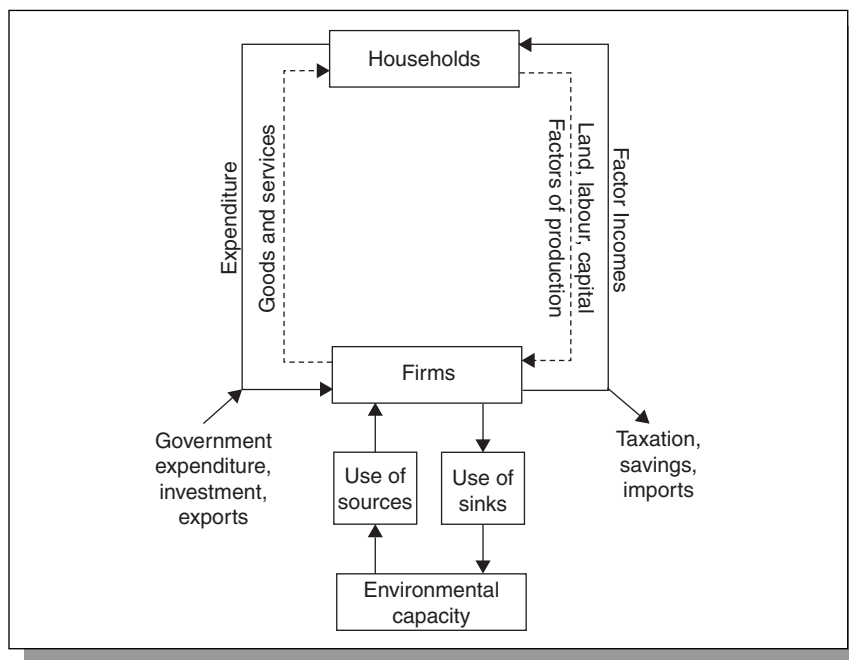 Households
Expenditure
Goods and services
Factors of production
Land, labour, capital
Factor Incomes
Firms
Government
expenditure,
investment,
exports
Use of
sources
Use of
sinks
Taxation,
savings,
imports
Environmental
capacity